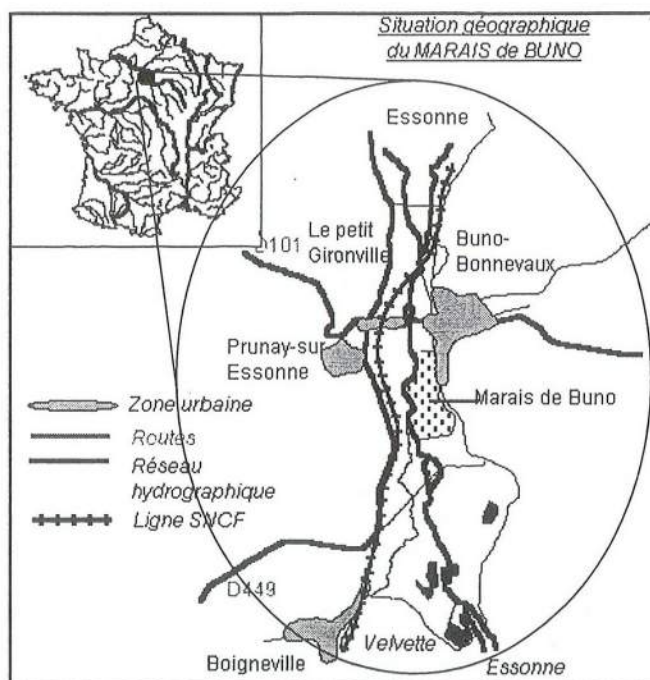 Situation géographique
du MARAIS de BUNO
Essonne
Le petit
Gironville
Buno-
Bonnevaux
D101
Prunay-sur
Essonne
Marais de Buno
Zone urbaine
Routes
Réseau
hydrographique
Ligne SNCF
D449
Boigneville
Velvette
Essonne